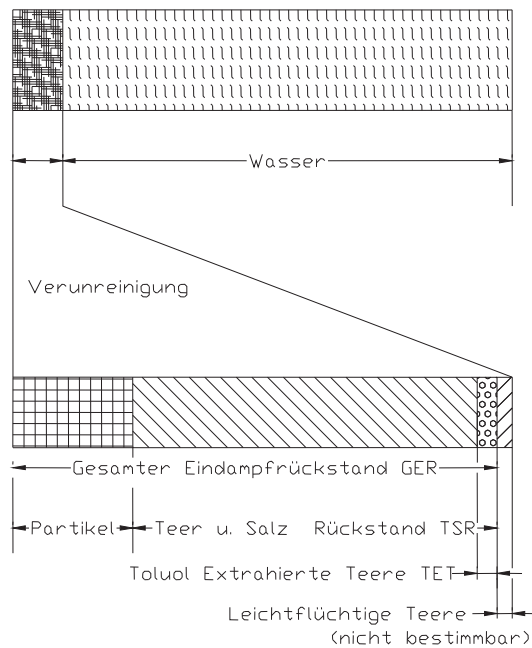 Wasser
Verunreinigung
Gesamter Eindampfrückstand GER
Partikel Teer u. Salz Rückstand TSR
Toluol Extrahierte Teere TET
Leichtflüchtige Teere
(nicht bestimmbar)